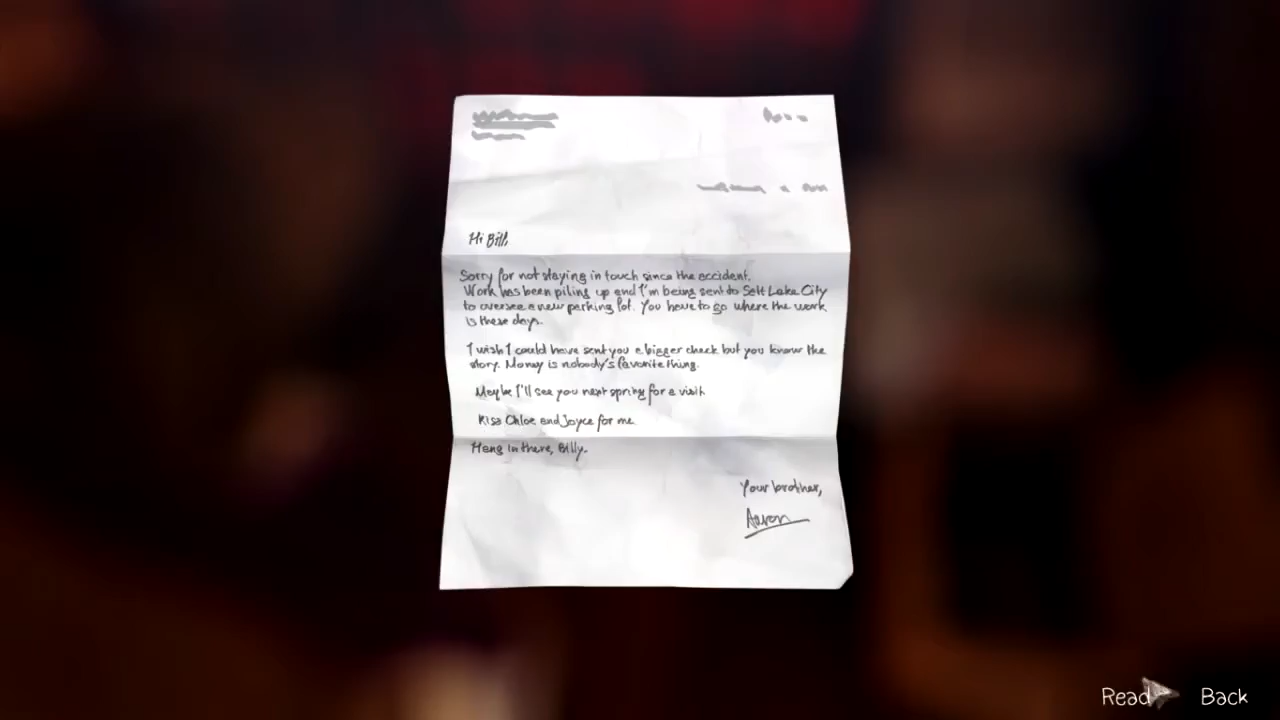 Hi Bill,
Sorry for not staying in touch since the accident.
Work has been piling up and I'm being sent to Salt Lake City
to oversee a new parking lot. You have to go where the work
is these days.
I wish I could have sent you a bigger check but you know the
story. Money is nobody's favorite thing.
Maybe I'll see you next spring for a visit.
Kiss Chloe and Joyce for me.
Hang in there, Billy.
Your brother,
Aaron
Read
Back